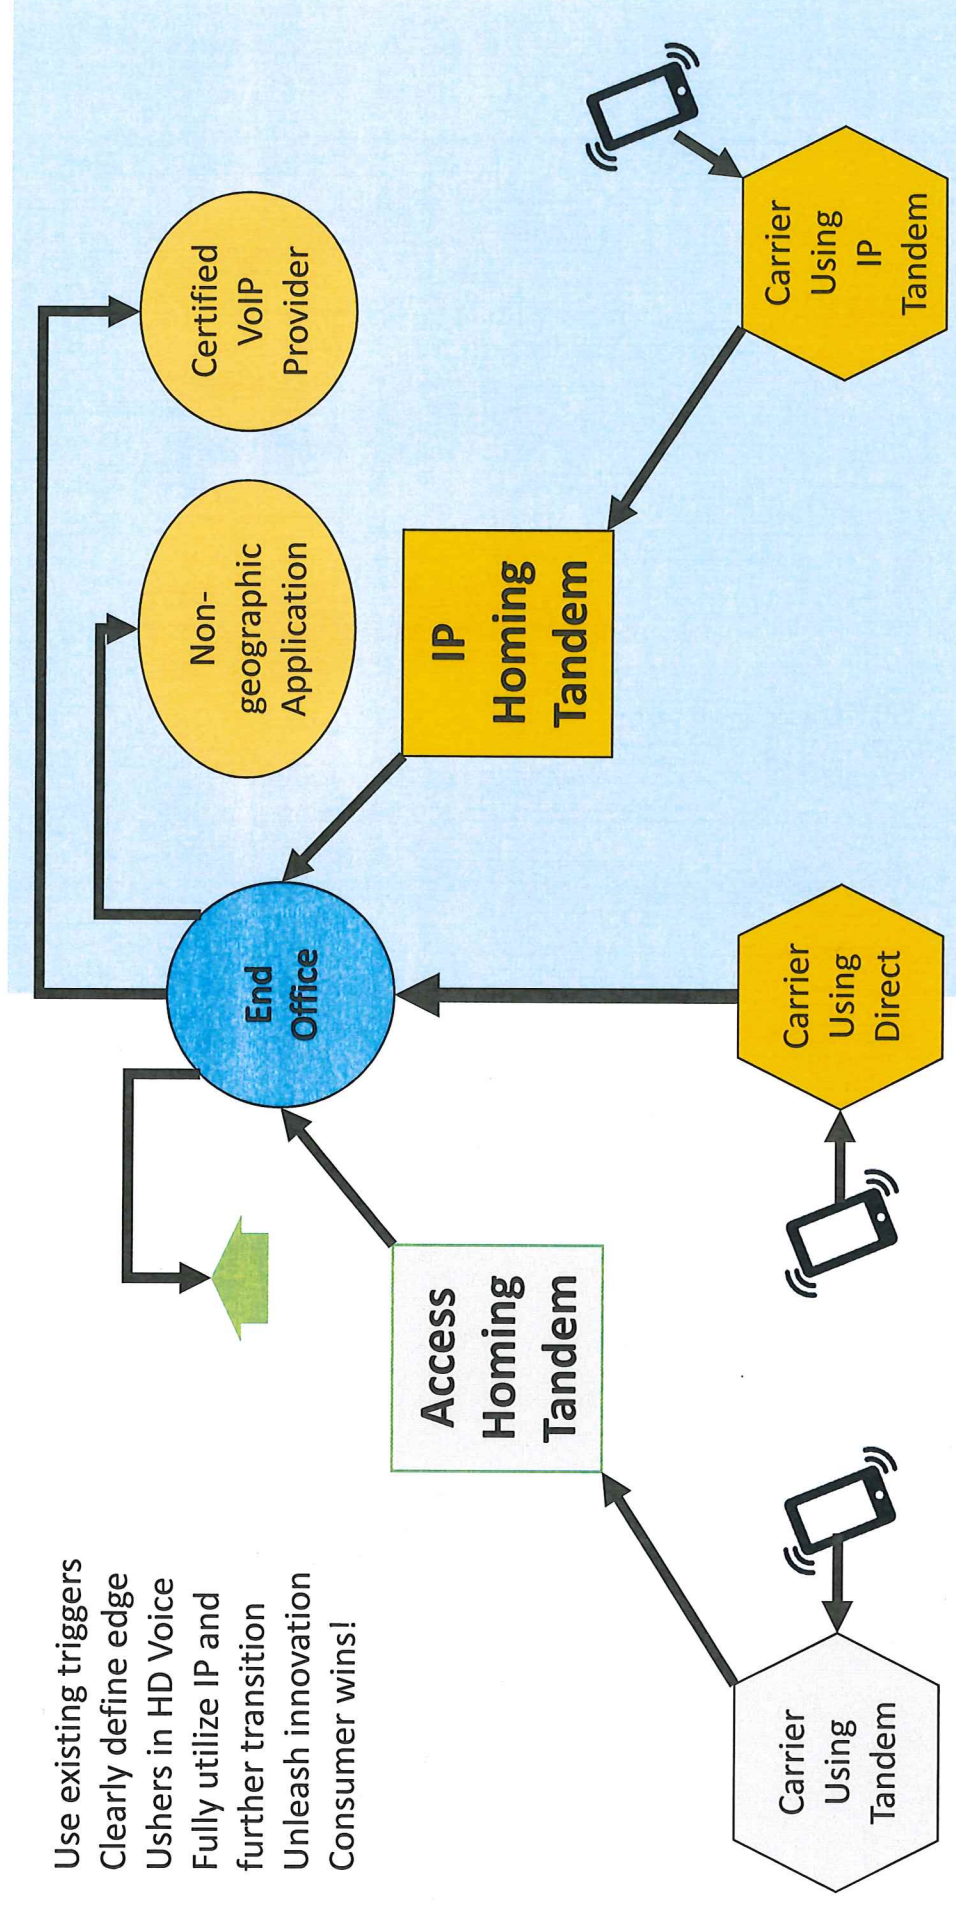 Use existing triggers
Clearly define edge
Ushers in HD Voice
Fully utilize IP and
further transition
Unleash innovation
Consumer wins!
End
Office
Non-
geographic
Application
Certified
VoIP
Provider
Access
Homing
Tandem
IP
Homing
Tandem
Carrier
Using
Tandem
Carrier
Using
Direct
Carrier
Using
IP
Tandem